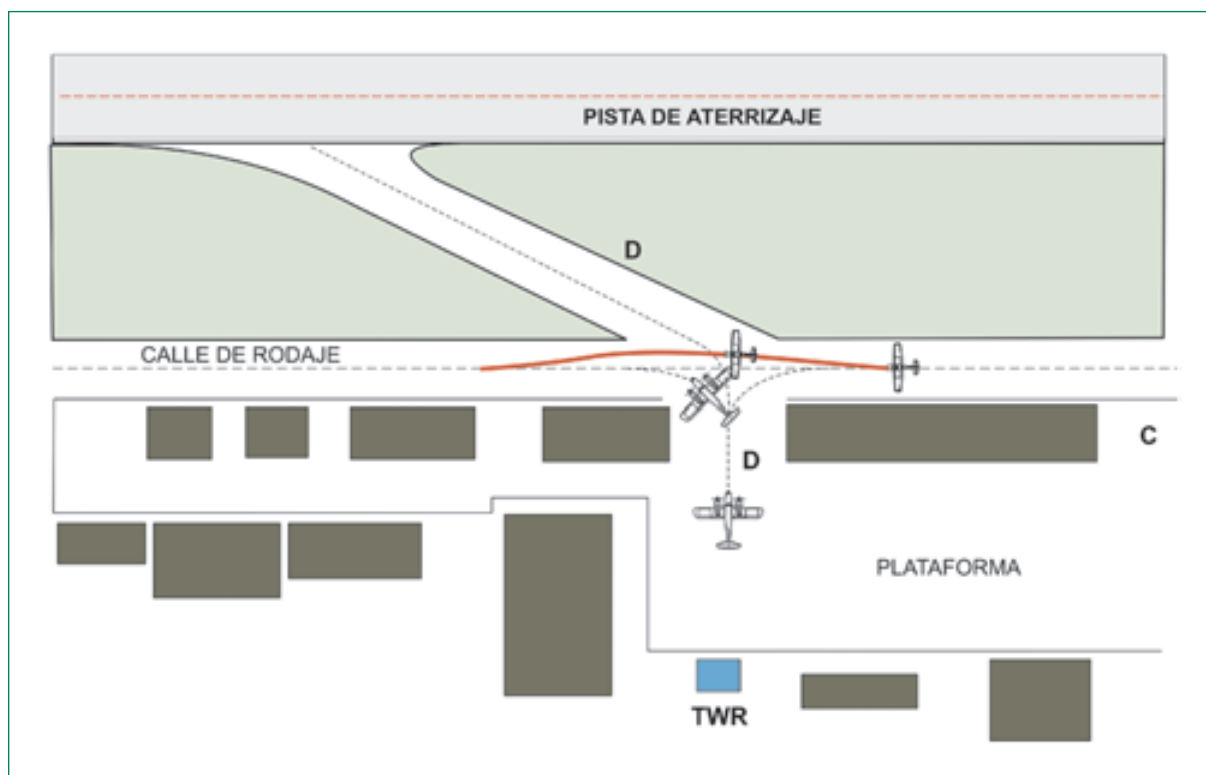 PISTA DE ATERRIZAJE
D
CALLE DE RODAJE
C
D
PLATAFORMA
TWR